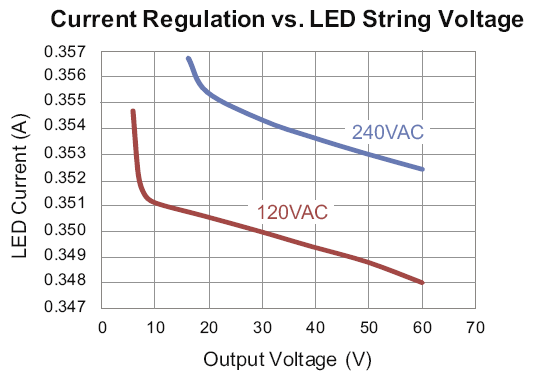 Current Regulation vs. LED String Voltage
0.357
0.356
0.355
0.354
0.353
0.352
0.351
0.350
0.349
0.348
0.347
LED Current (A)
240VAC
120VAC
0 10 20 30 40 50 60 70
Output Voltage (V)